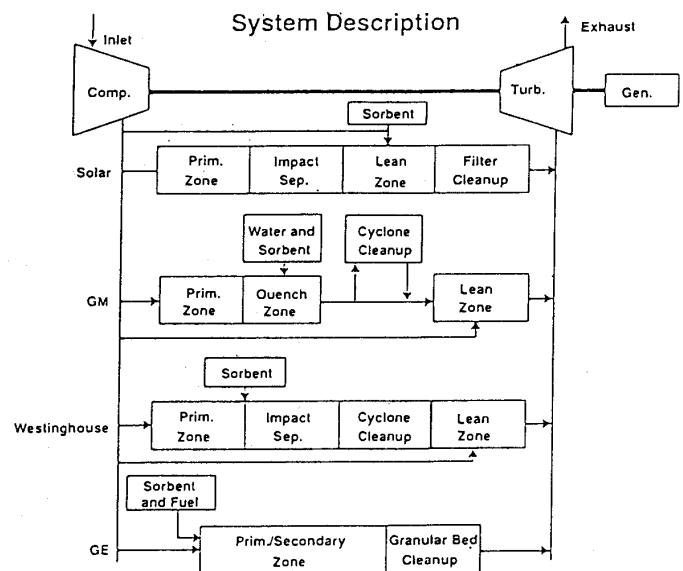 System Description
Inlet
Exhaust
Comp.
Turb.
Gen.
Sorbent
Solar
Prim.
Zone
Impact
Sep.
Lean
Zone
Filter
Cleanup
Water and
Sorbent
Cyclone
Cleanup
GM
Prim.
Zone
Quench
Zone
Lean
Zone
Sorbent
Westinghouse
Prim.
Zone
Impact
Sep.
Cyclone
Cleanup
Lean
Zone
Sorbent
and Fuel
GE
Prim./Secondary
Zone
Granular Bed
Cleanup